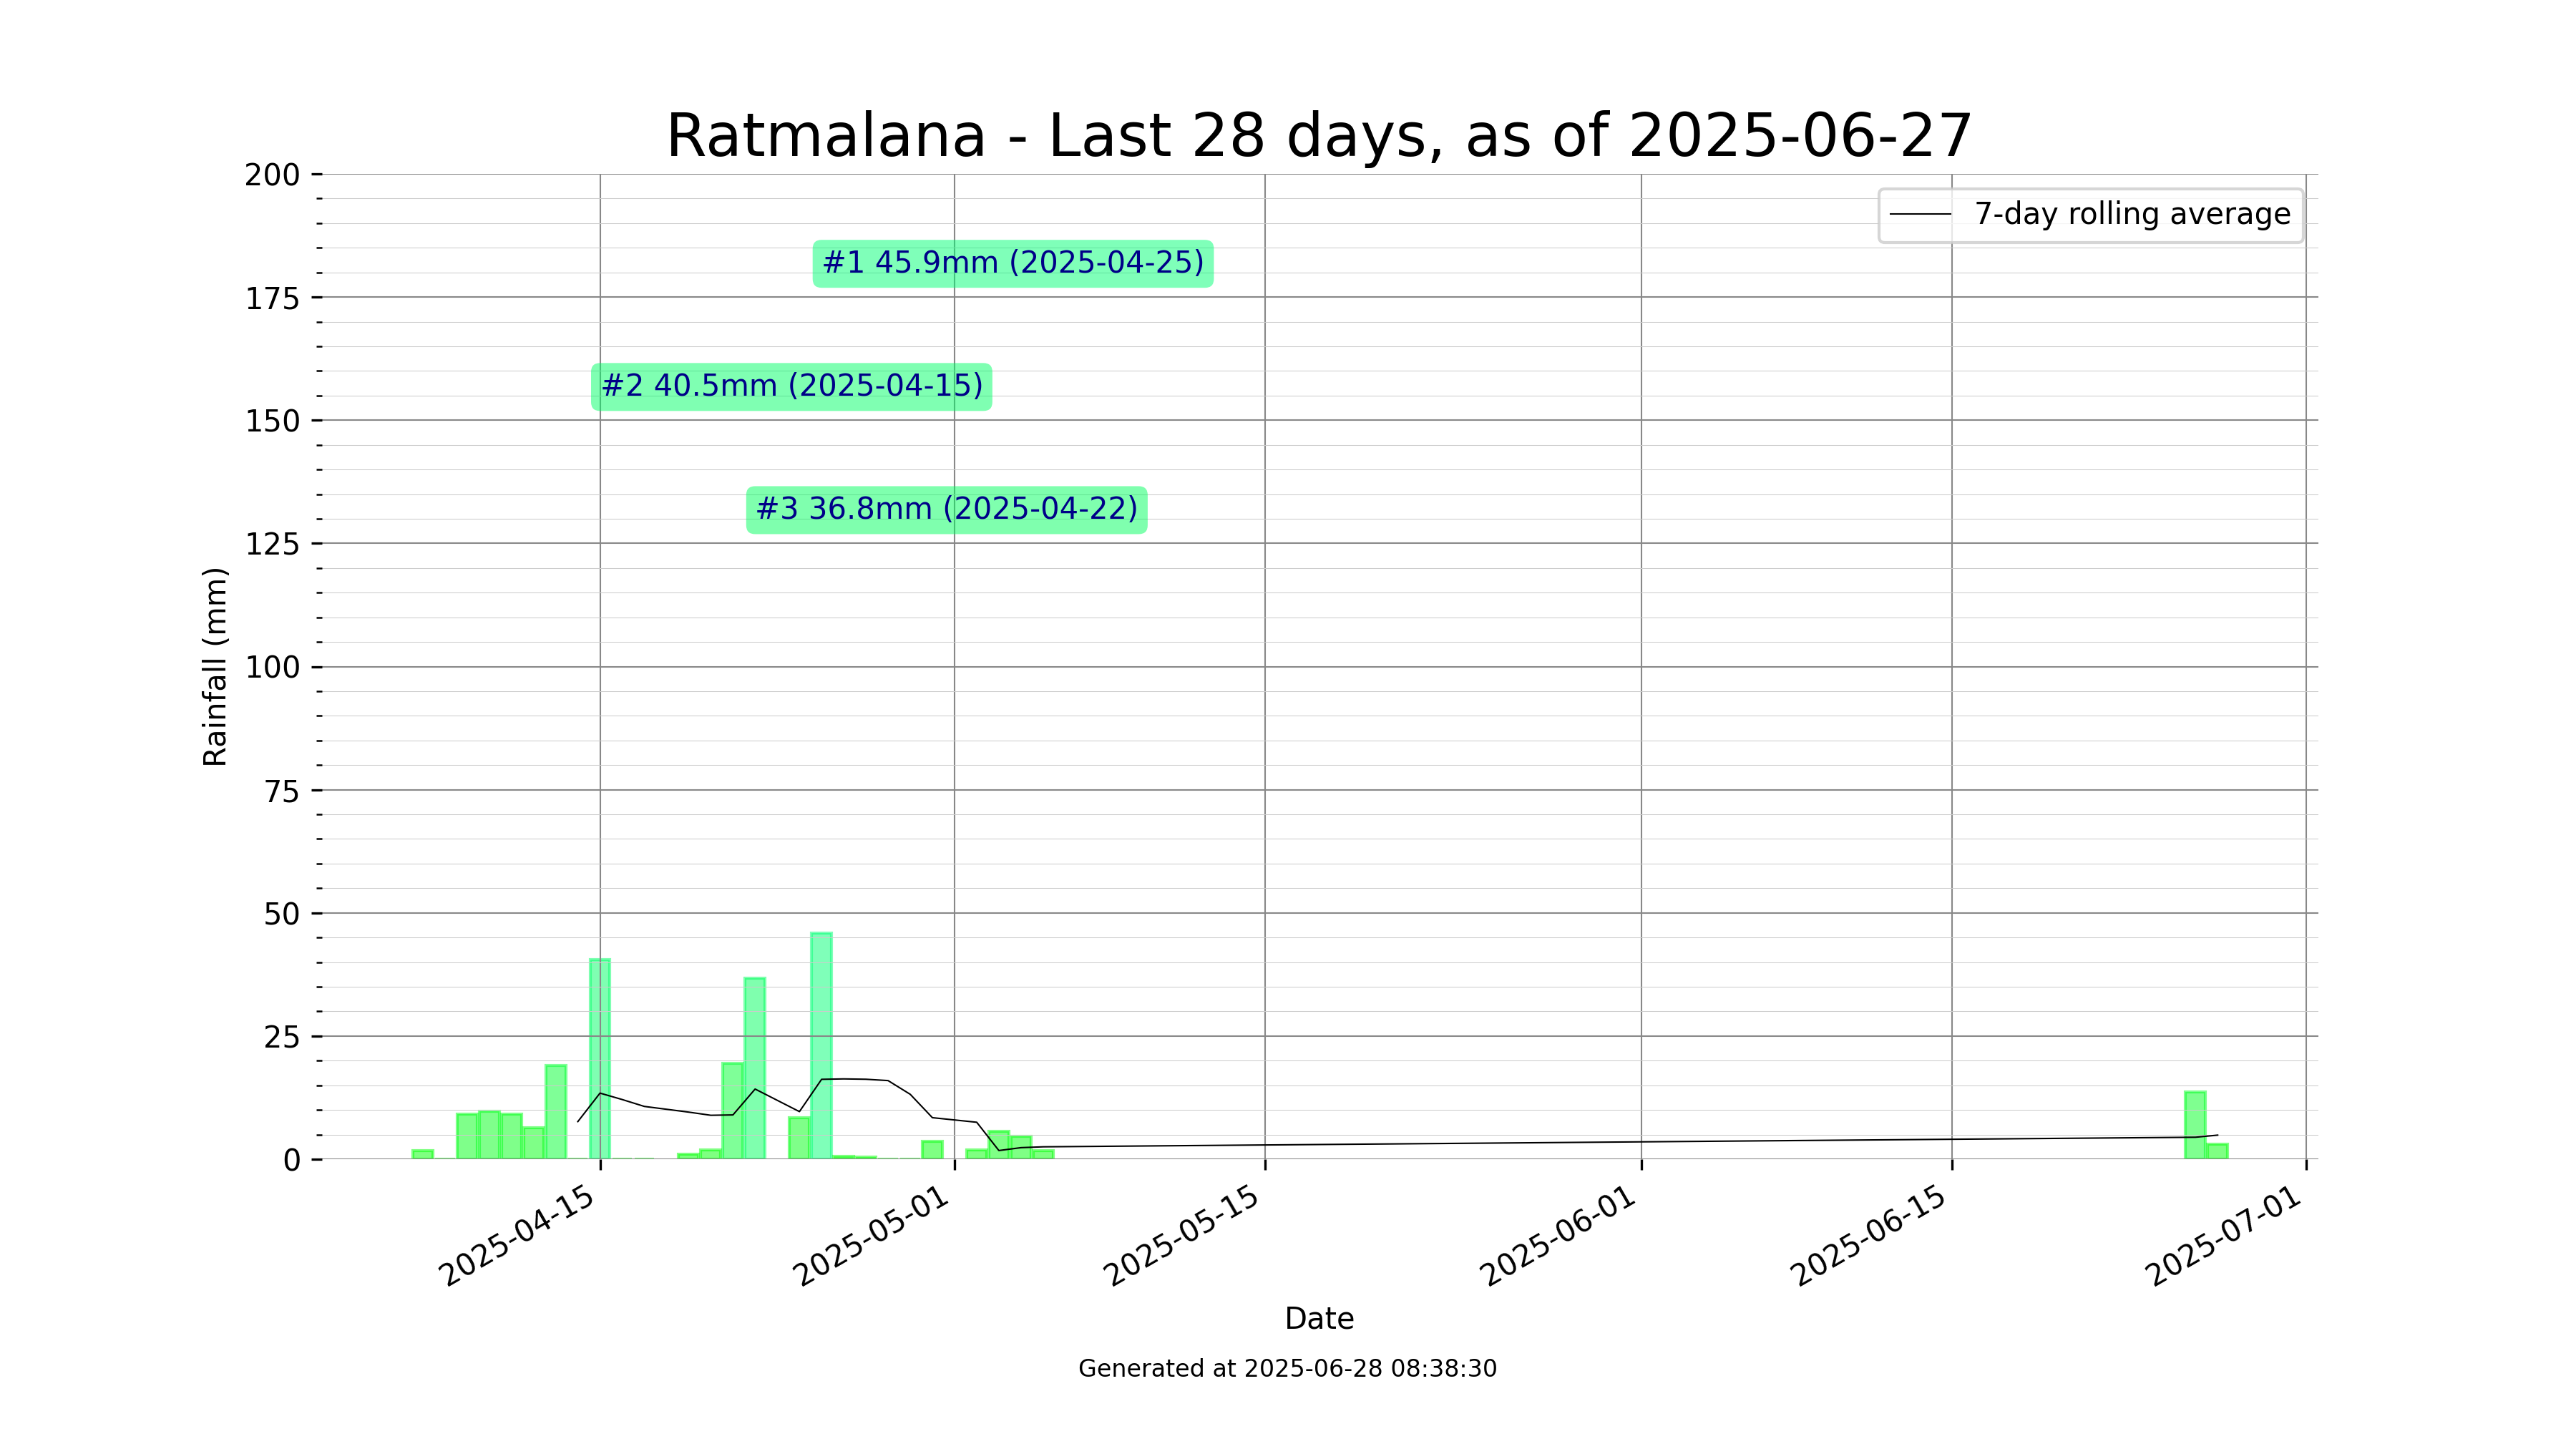 Ratmalana - Last 28 days, as of 2025-06-27
200
175
150
125
100
75
50
25
0
Rainfall (mm)
7-day rolling average
#1 45.9mm (2025-04-25)
#2 40.5mm (2025-04-15)
#3 36.8mm (2025-04-22)
2025-04-15
2025-05-01
2025-05-15
2025-06-01
2025-06-15
2025-07-01
Date
Generated at 2025-06-28 08:38:30